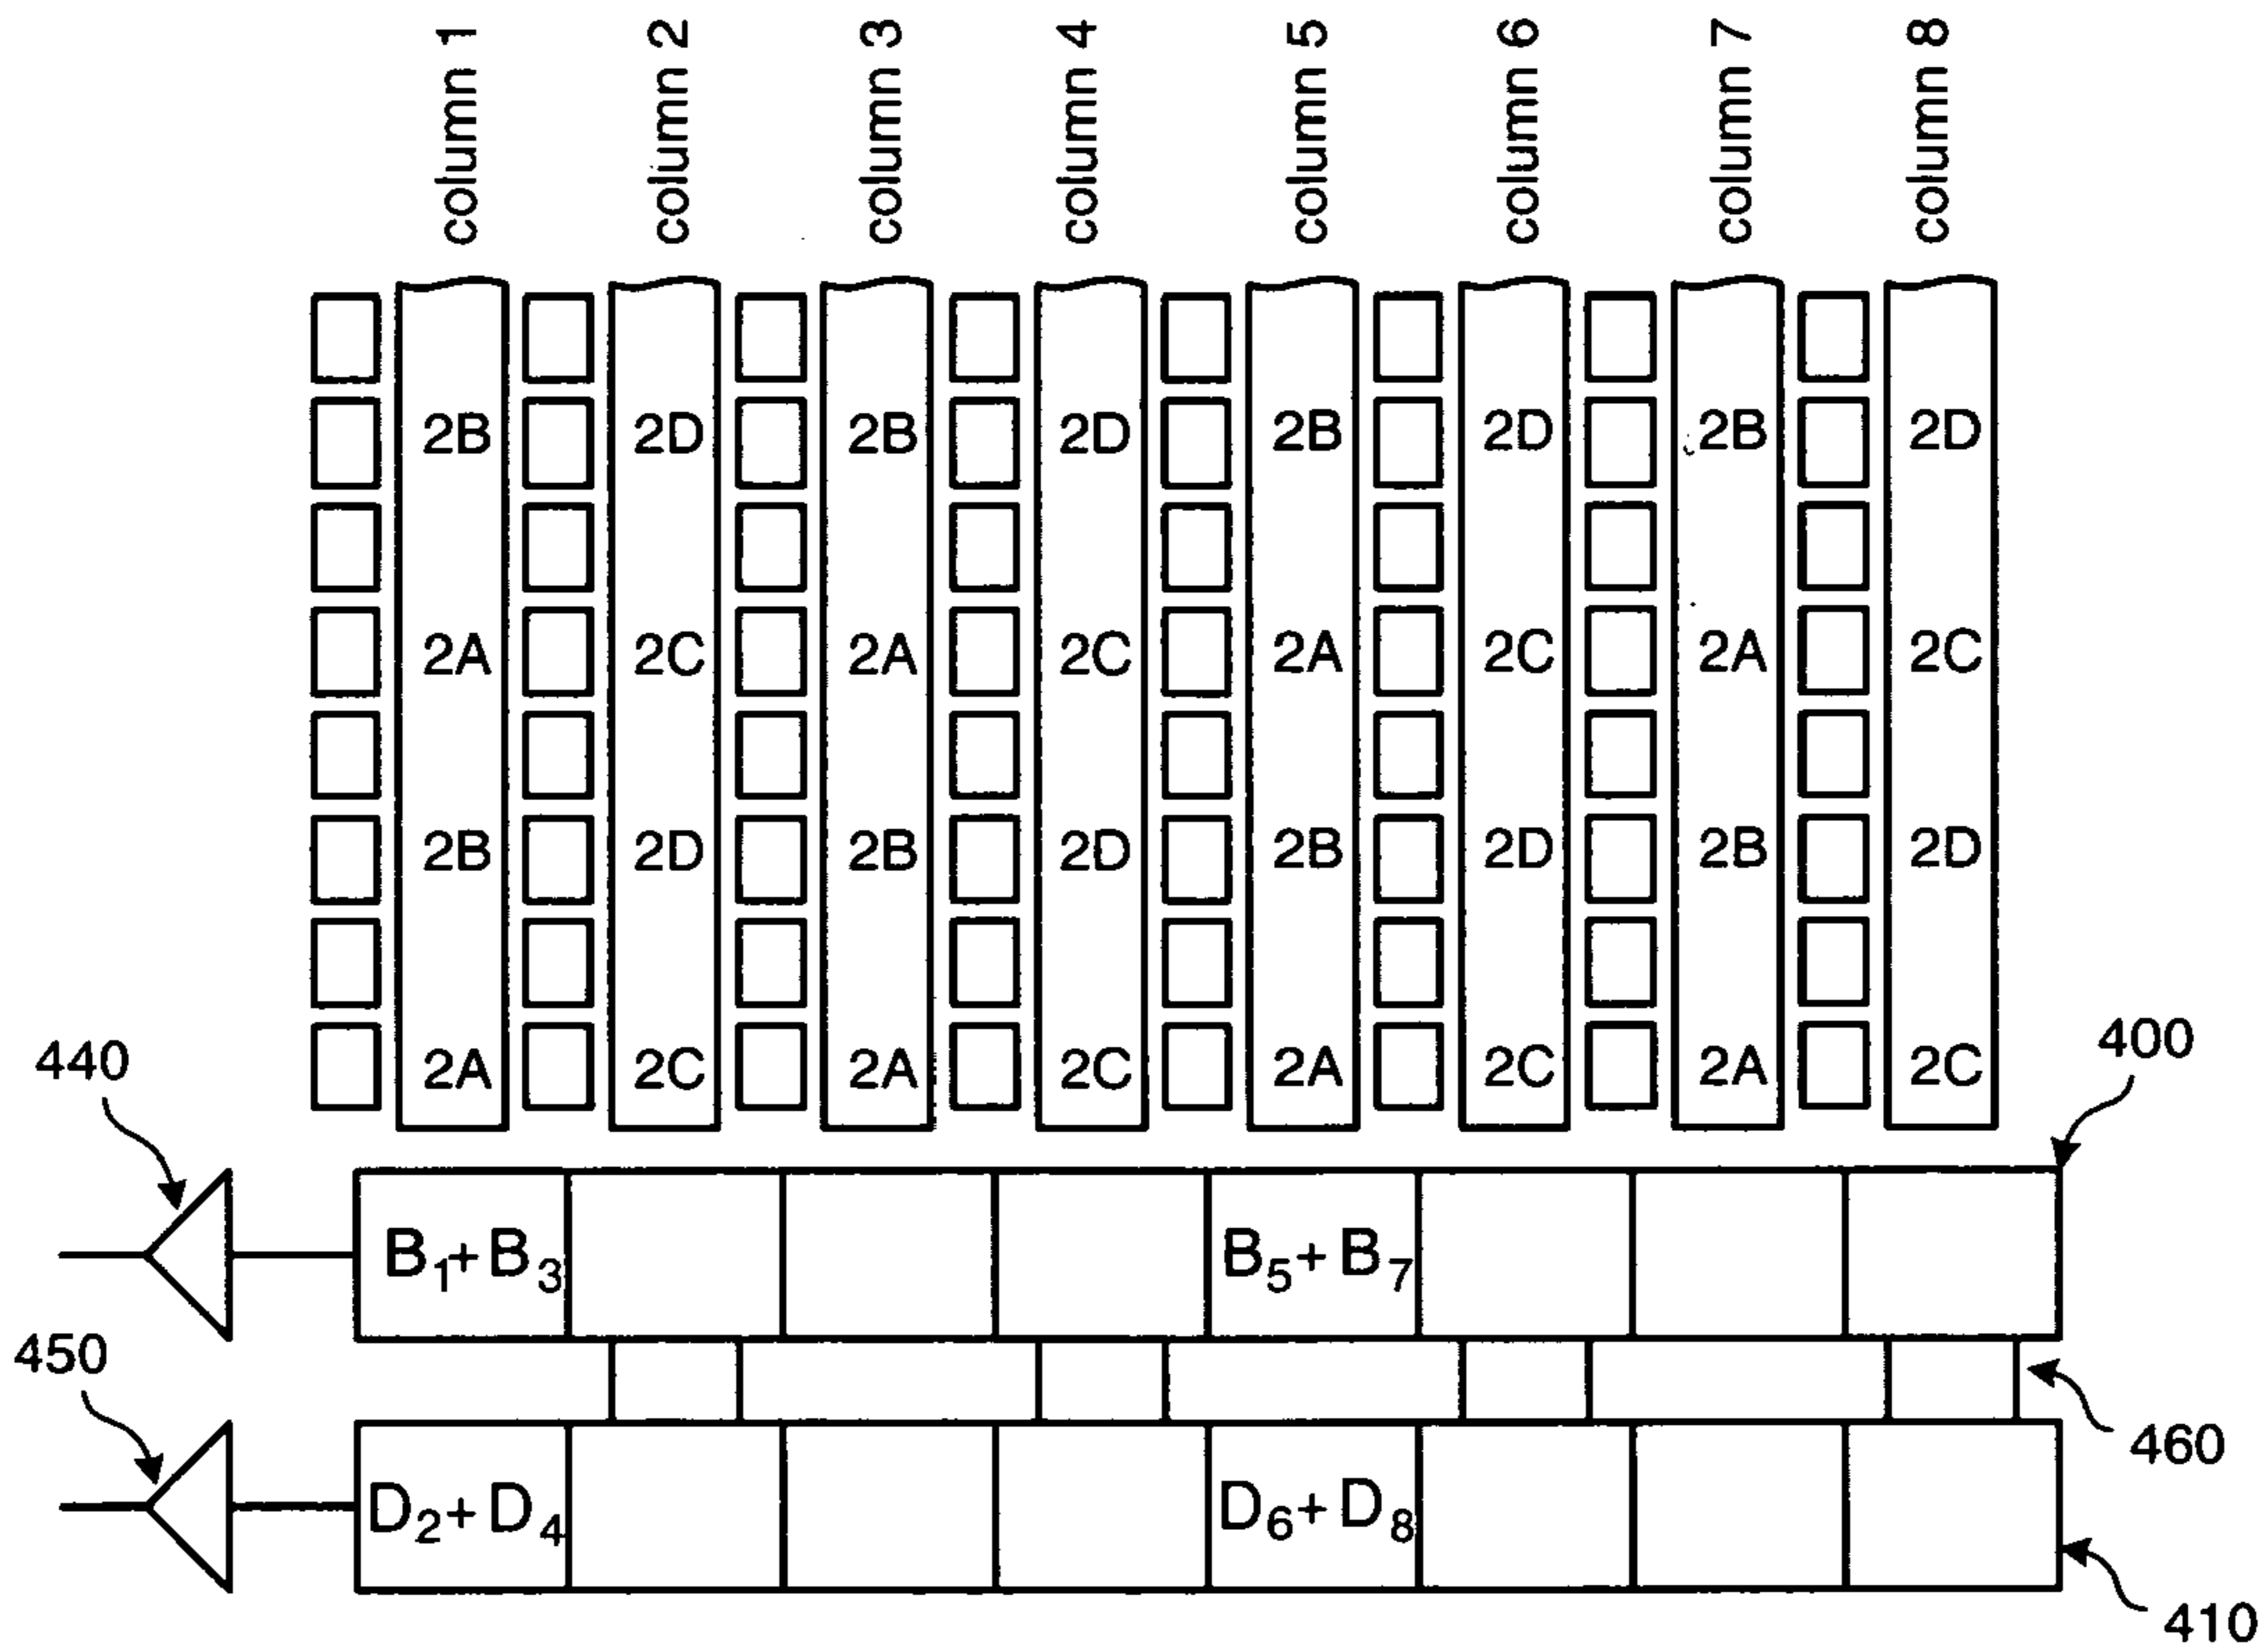 column 1 column 2 column 3 column 4 column 5 column 6 column 7 column 8
2B 2D 2B 2D 2B 2D 2B 2D
2A 2C 2A 2C 2A 2C 2A 2C
2B 2D 2B 2D 2B 2D 2B 2D
2A 2C 2A 2C 2A 2C 2A 2C
440
400
B1+B3 B5+B7
450
460
D2+D4 D6+D8
410